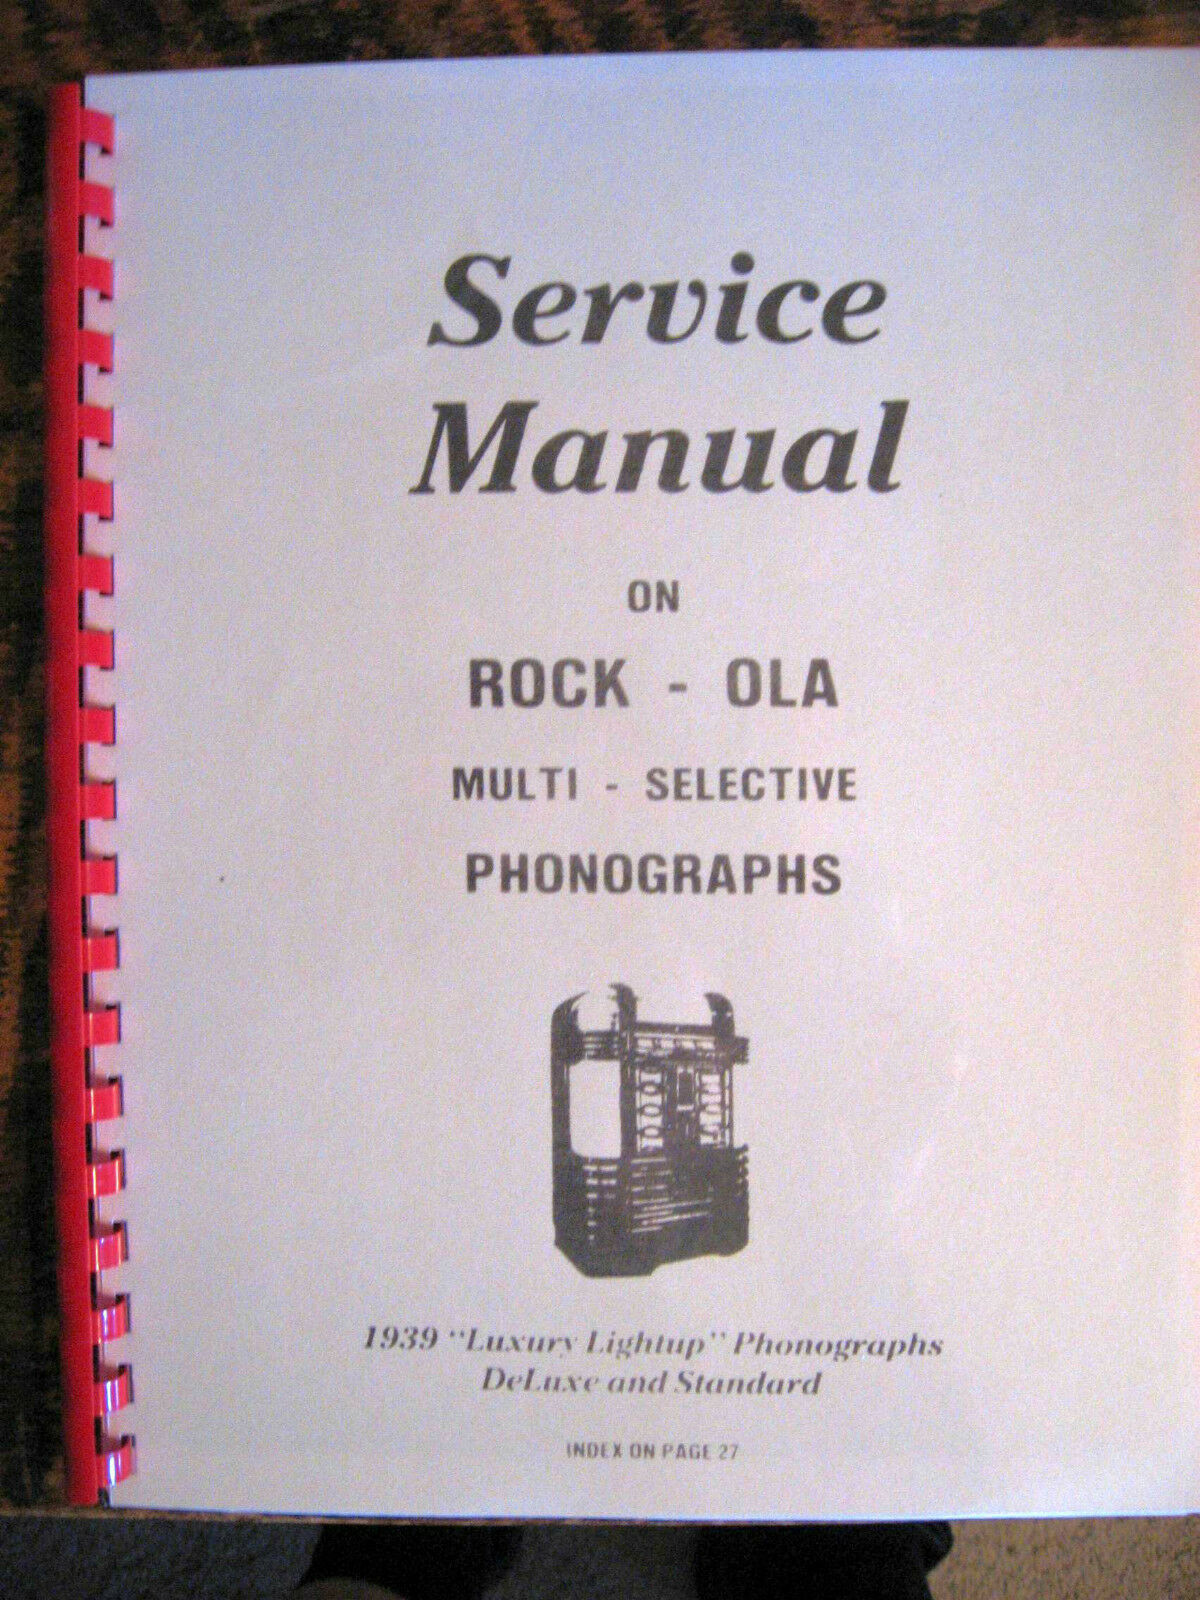 Service
Manual
ON
ROCK - OLA
MULTI - SELECTIVE
PHONOGRAPHS
1939 "Luxury Lightup" Phonographs
DeLuxe and Standard
INDEX ON PAGE 27